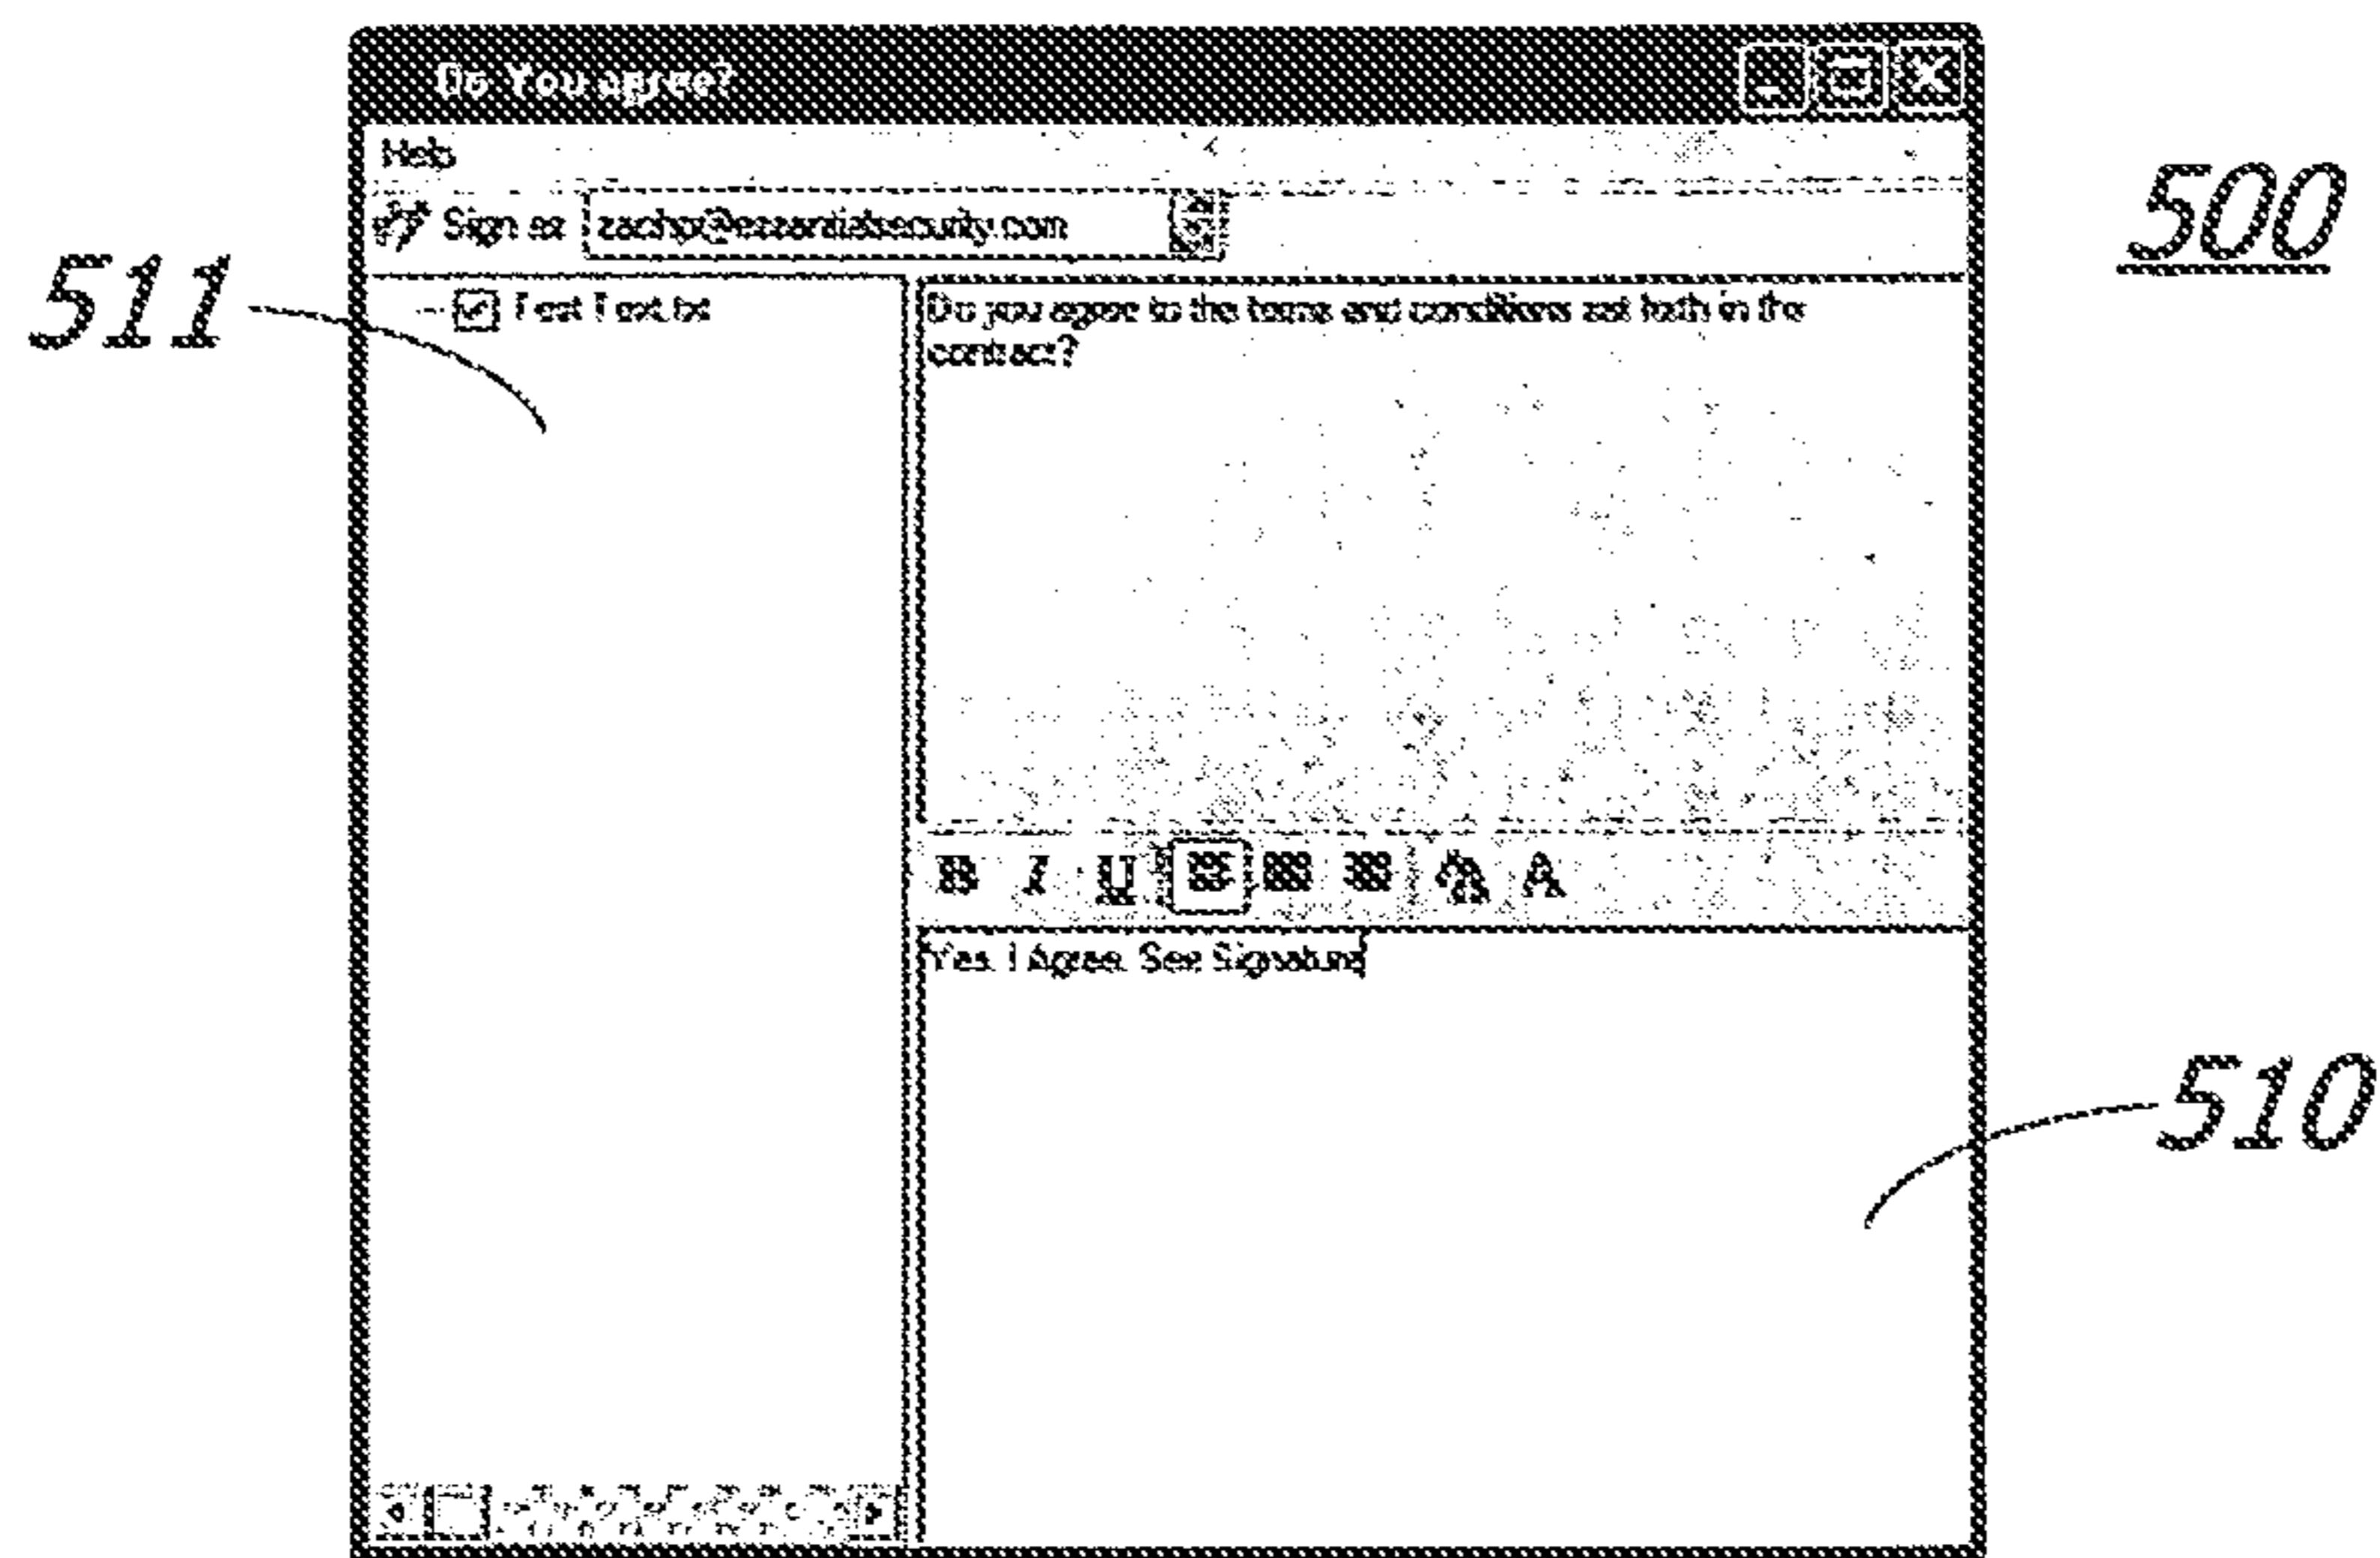 Do You agree?
Help
500
Sign as zachp@essentialsecurity.com
511
Test Text.txt
Do you agree to the terms and conditions set forth in the
contract?
B I U A
Yes. I Agree. See Signature
510